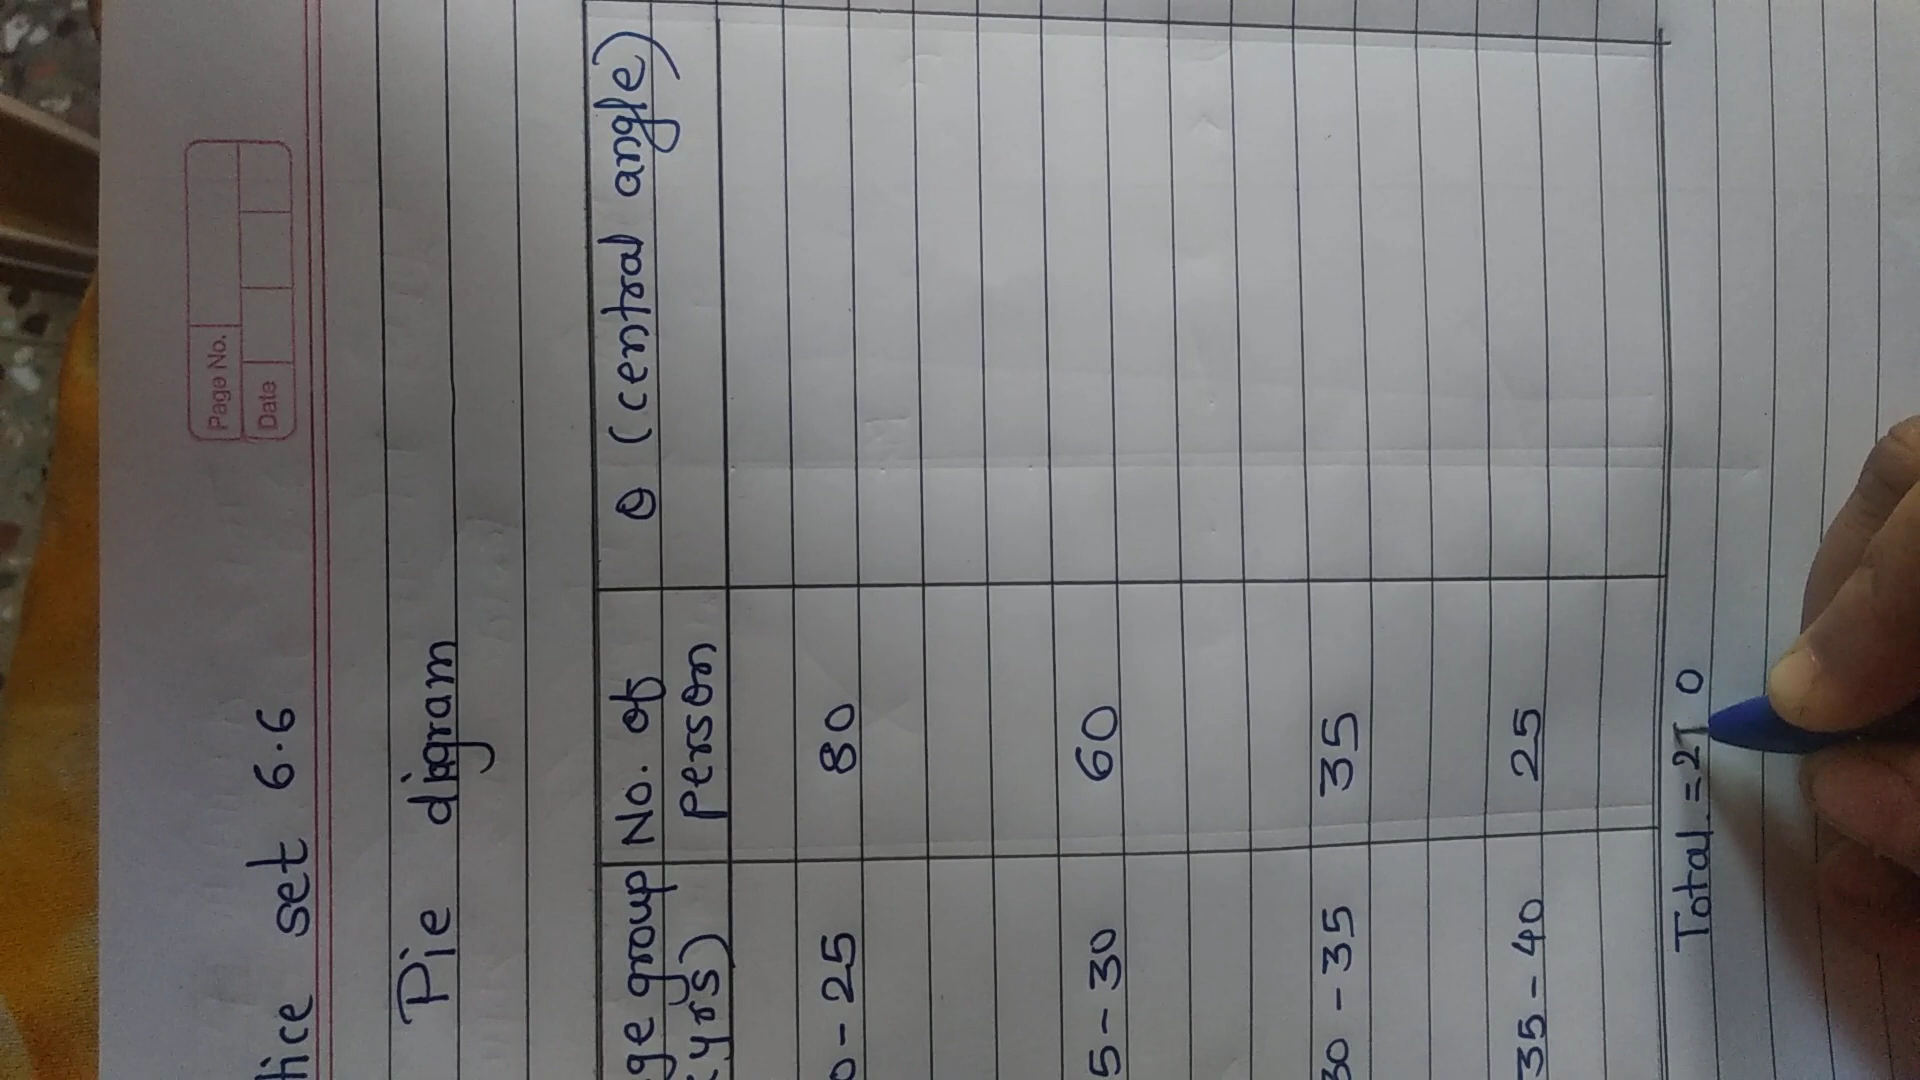 Page No.
Date
tice set 6.6
Pie diagram
ge group No. of θ (central angle)
(yrs) person
0-25 80
5-30 60
30-35 35
35-40 25
Total =